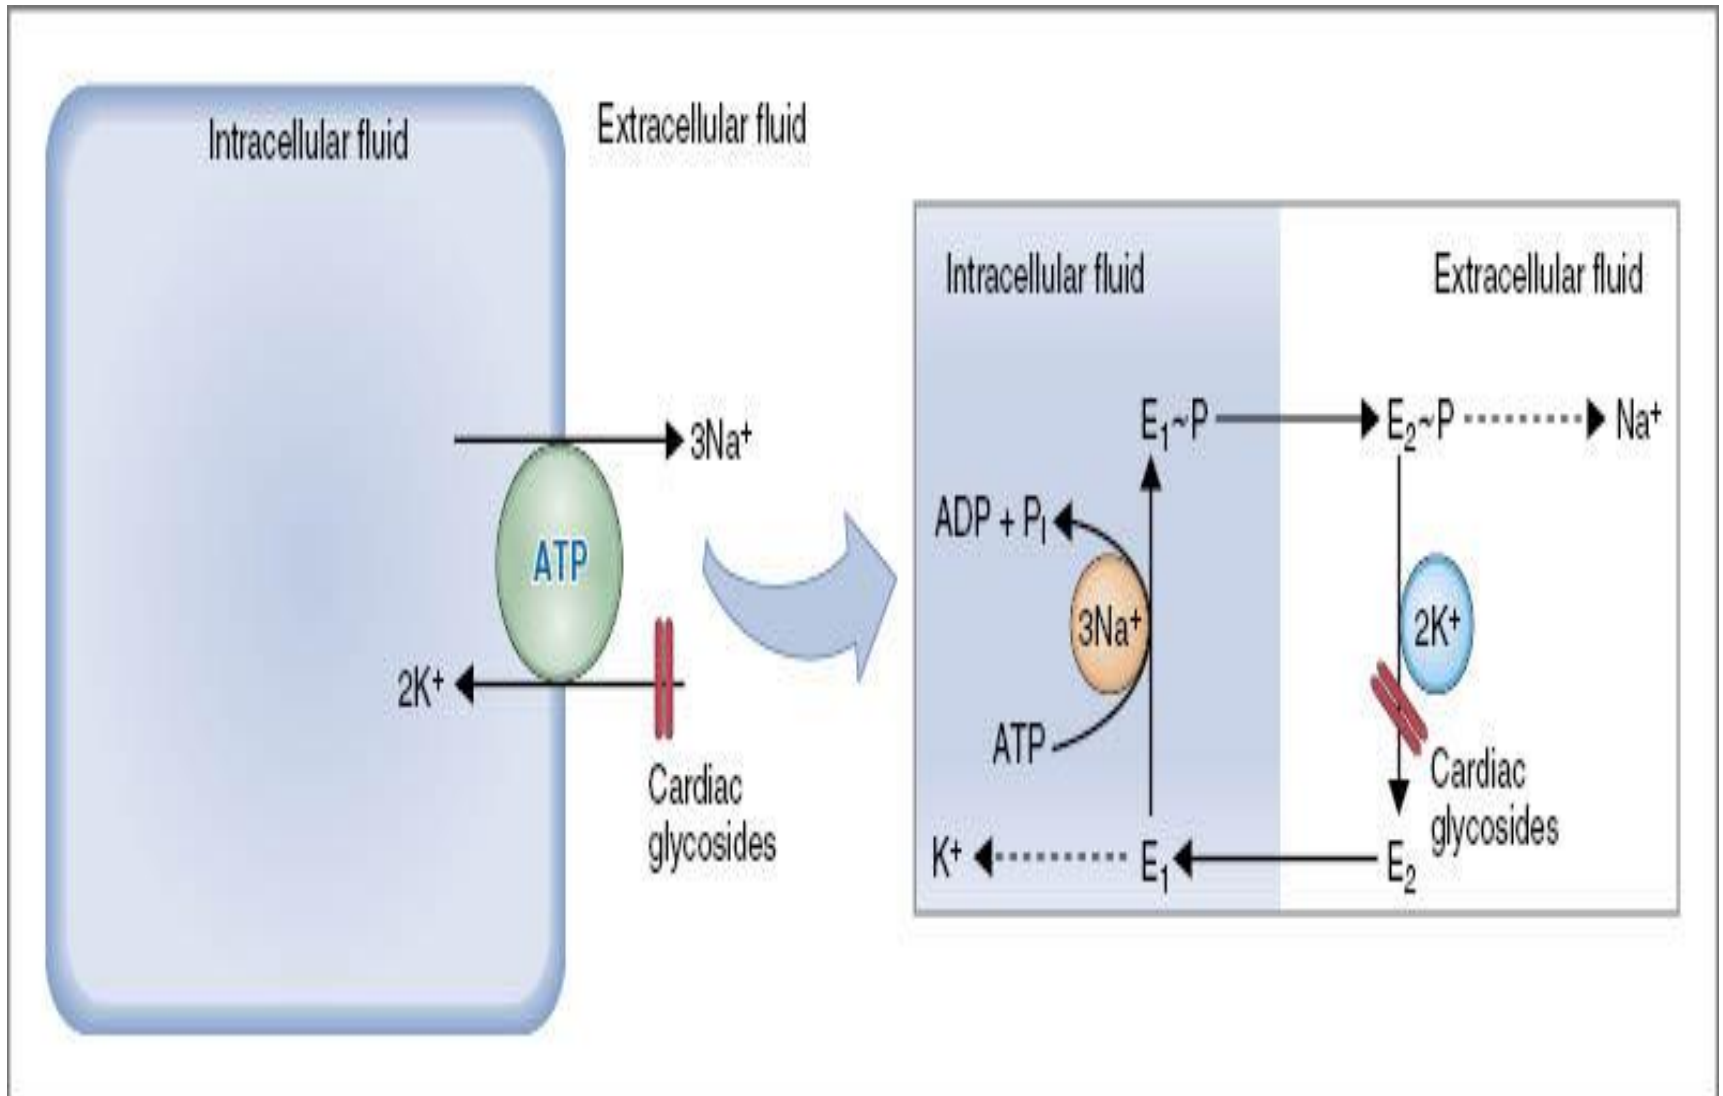 Intracellular fluid
Extracellular fluid
3Na⁺
ATP
2K⁺
Cardiac
glycosides
Intracellular fluid
Extracellular fluid
E₁~P
E₂~P
Na⁺
ADP + Pᵢ
3Na⁺
2K⁺
ATP
Cardiac
glycosides
K⁺
E₁
E₂